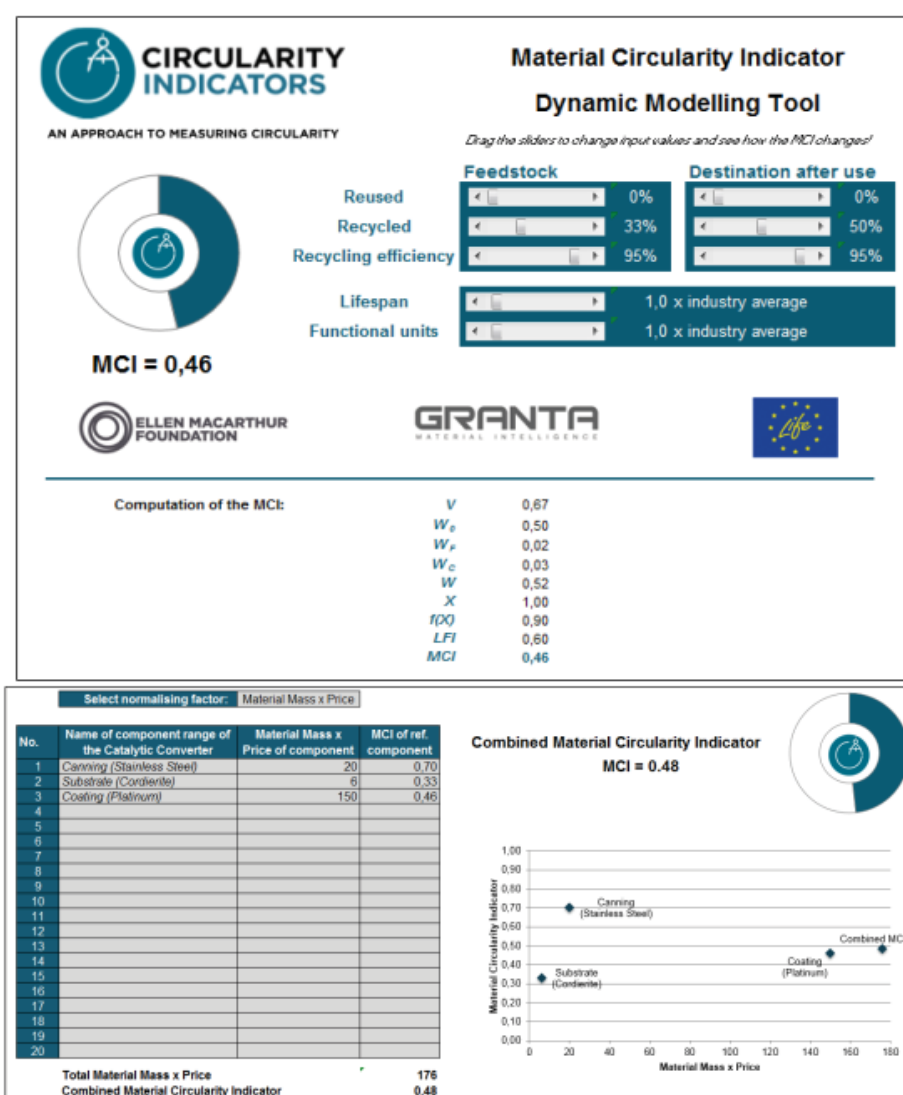 CIRCULARITY
INDICATORS
AN APPROACH TO MEASURING CIRCULARITY
Material Circularity Indicator
Dynamic Modelling Tool
Drag the sliders to change input values and see how the MCI changes!
Feedstock Destination after use
Reused 0% 0%
Recycled 33% 50%
Recycling efficiency 95% 95%
Lifespan 1,0 x industry average
Functional units 1,0 x industry average
MCI = 0,46
ELLEN MACARTHUR
FOUNDATION
GRANTA
MATERIAL INTELLIGENCE
Life
Computation of the MCI:
V 0,67
W₀ 0,50
W_F 0,02
W_C 0,03
W 0,52
X 1,00
f(X) 0,90
LFI 0,60
MCI 0,46
Select normalising factor: Material Mass x Price
No. Name of component range of the Catalytic Converter Material Mass x Price of component MCI of ref. component
1 Canning (Stainless Steel) 20 0,70
2 Substrate (Cordierite) 6 0,33
3 Coating (Platinum) 150 0,46
4
5
6
7
8
9
10
11
12
13
14
15
16
17
18
19
20
Total Material Mass x Price 176
Combined Material Circularity Indicator 0.48
Combined Material Circularity Indicator
MCI = 0.48
Material Circularity Indicator
1,00
0,90
0,80
0,70
0,60
0,50
0,40
0,30
0,20
0,10
0,00
Canning
(Stainless Steel)
Combined MC
Coating
(Platinum)
Substrate
(Cordierite)
0 20 40 60 80 100 120 140 160 180
Material Mass x Price